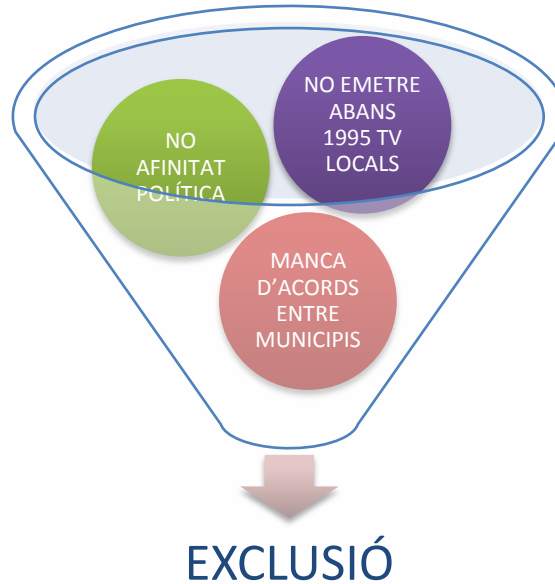 NO EMETRE
ABANS
1995 TV
LOCALS
NO
AFINITAT
POLÍTICA
MANCA
D’ACORDS
ENTRE
MUNICIPIS
EXCLUSIÓ